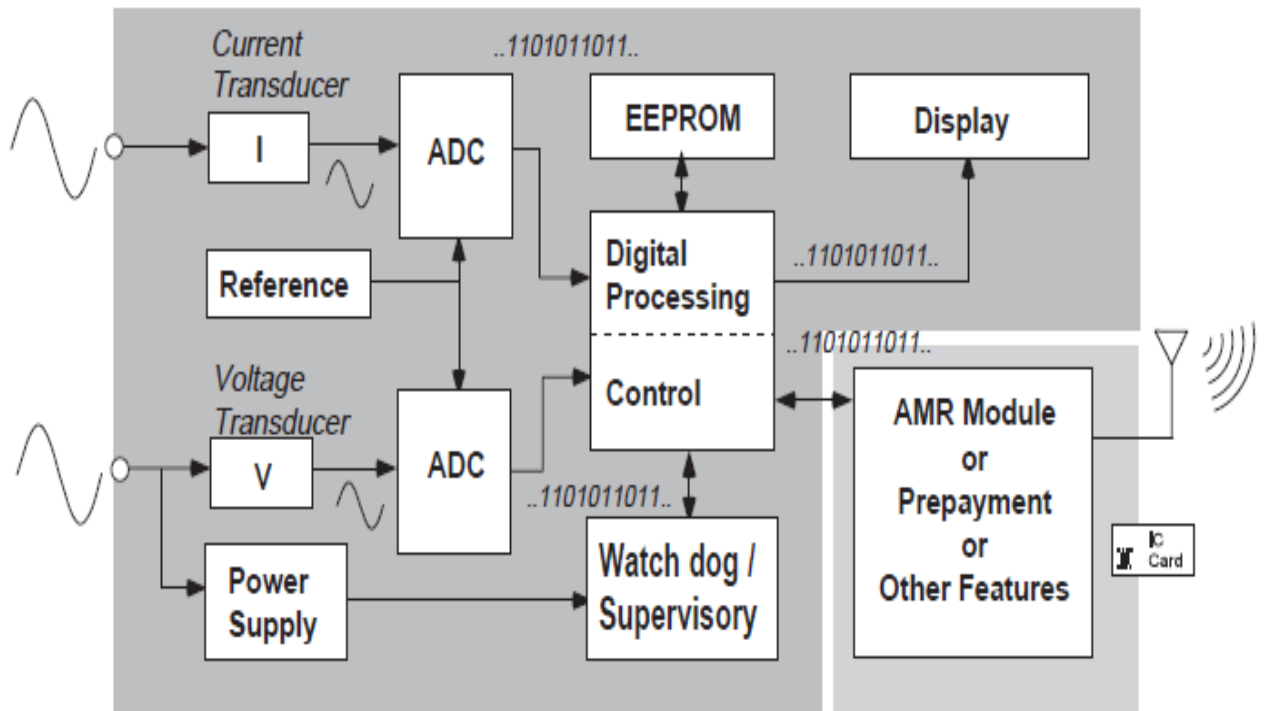 Current
Transducer
..1101011011..
I
ADC
EEPROM
Display
Reference
Digital
Processing
..1101011011..
Control
..1101011011..
Voltage
Transducer
V
ADC
..1101011011..
AMR Module
or
Prepayment
or
Other Features
IC
Card
Power
Supply
Watch dog /
Supervisory